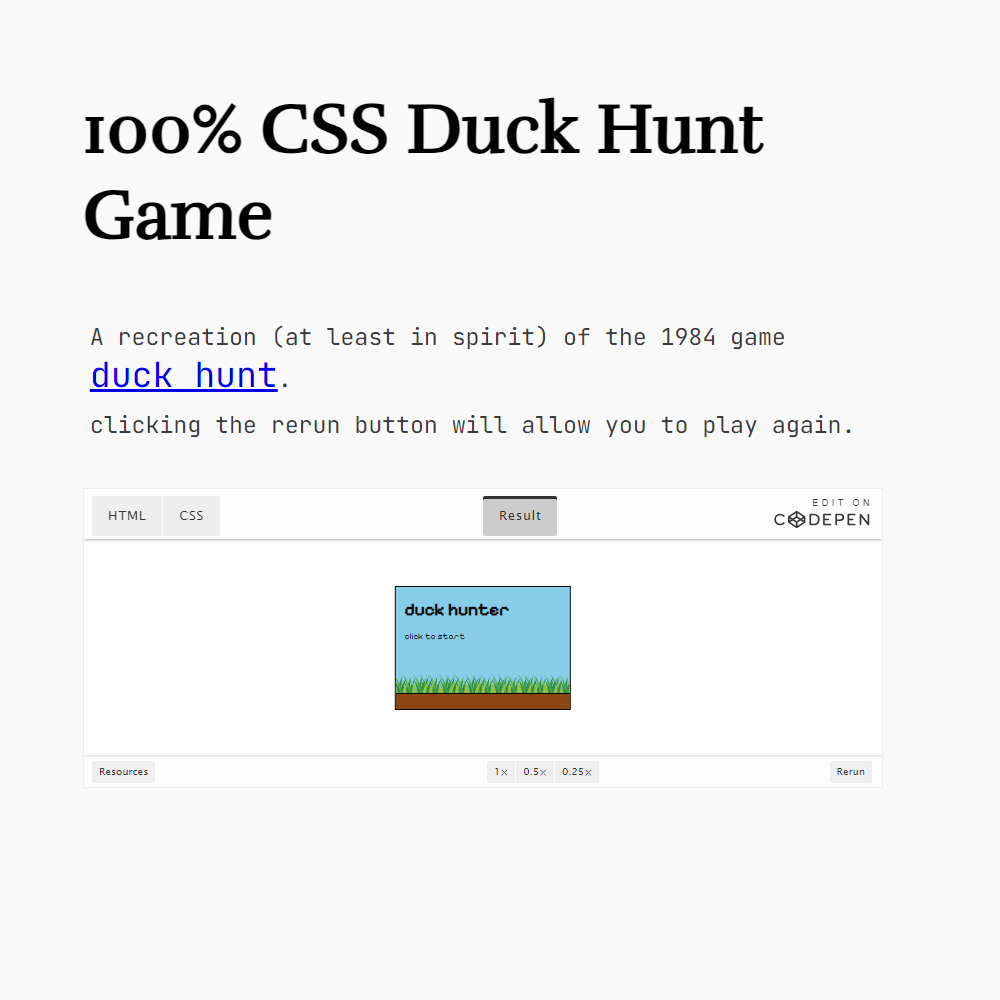 100% CSS Duck Hunt
Game
A recreation (at least in spirit) of the 1984 game
duck hunt.
clicking the rerun button will allow you to play again.
HTML CSS Result EDIT ON
CODEPEN
duck hunter
click to start
Resources 1× 0.5× 0.25× Rerun